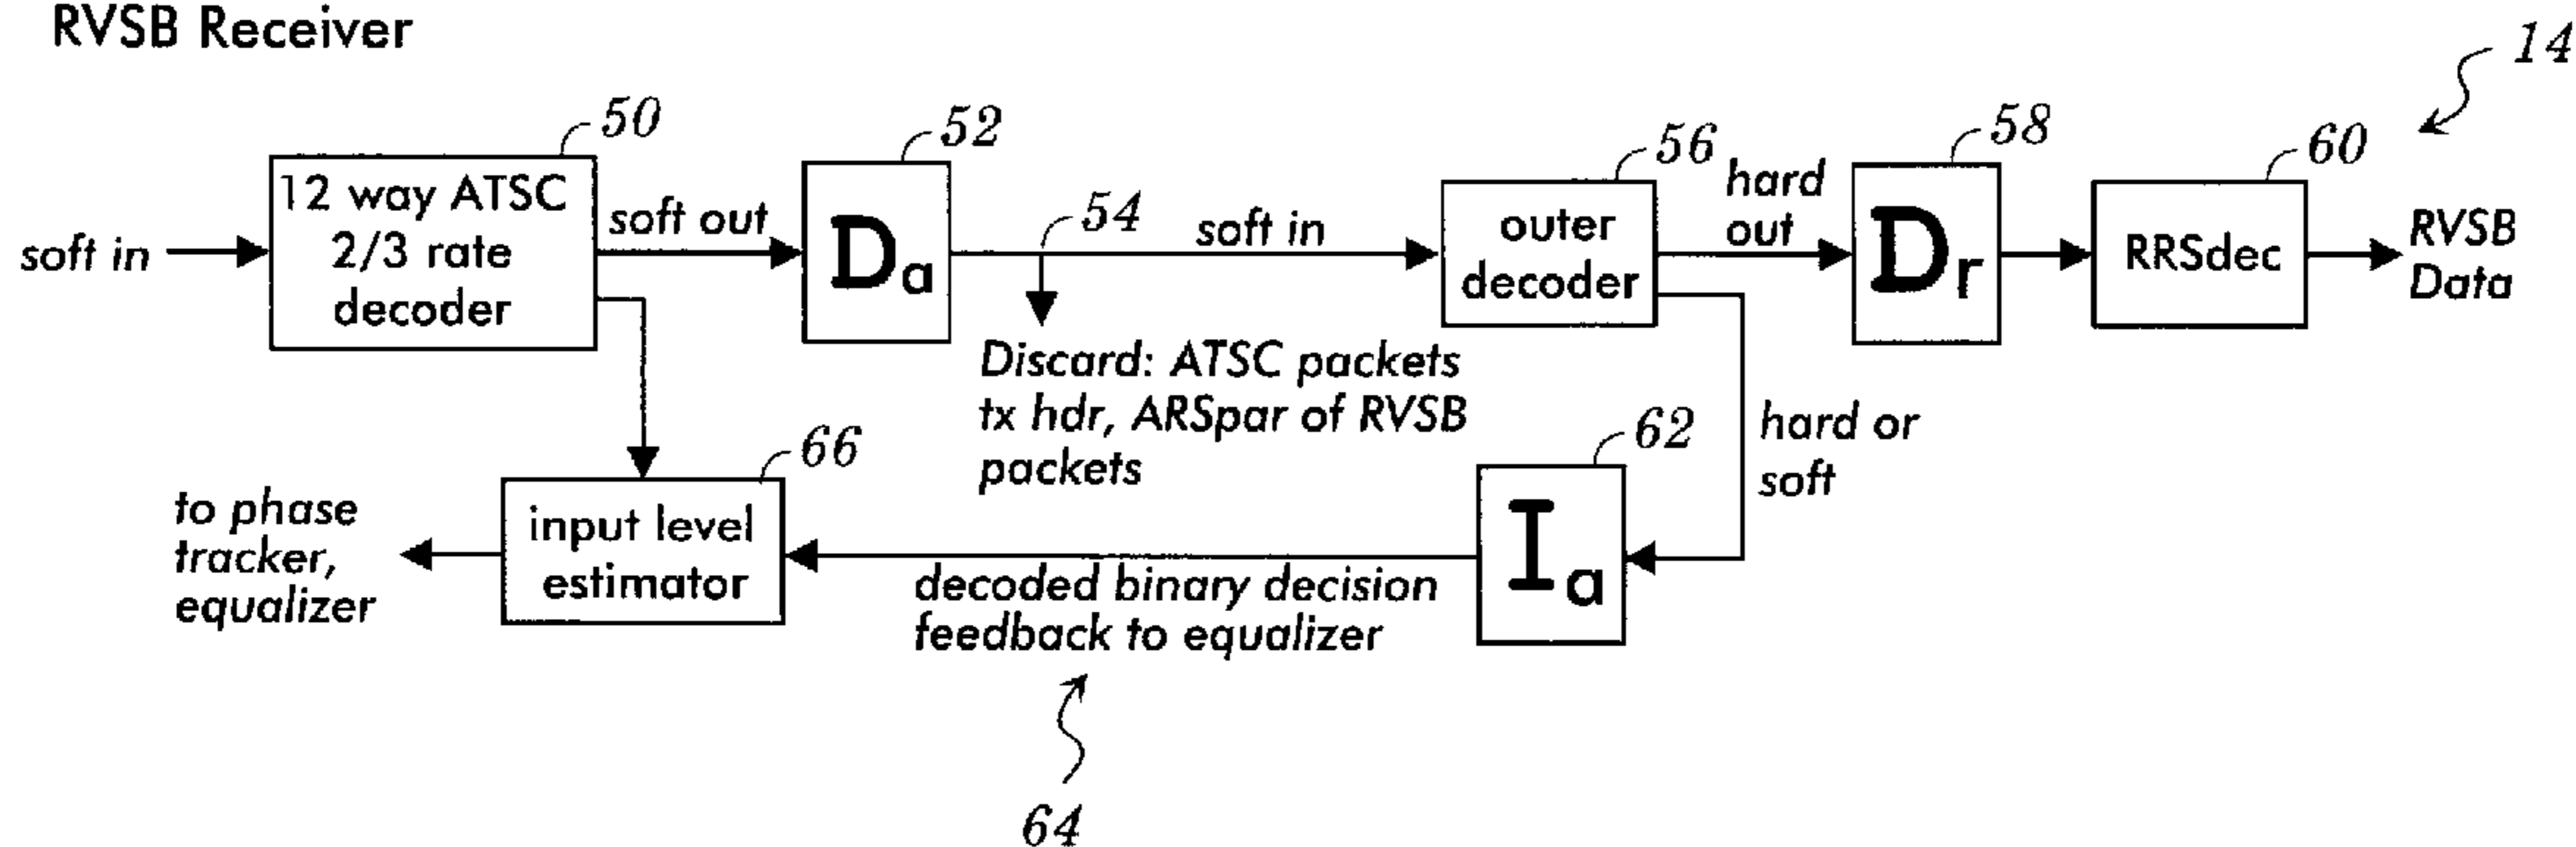 RVSB Receiver
14
50
52
54
56
58
60
soft in
12 way ATSC
2/3 rate
decoder
soft out
Da
soft in
outer
decoder
hard
out
Dr
RRSdec
RVSB
Data
Discard: ATSC packets
tx hdr, ARSpar of RVSB
packets
hard or
soft
62
Ia
66
input level
estimator
to phase
tracker,
equalizer
decoded binary decision
feedback to equalizer
64